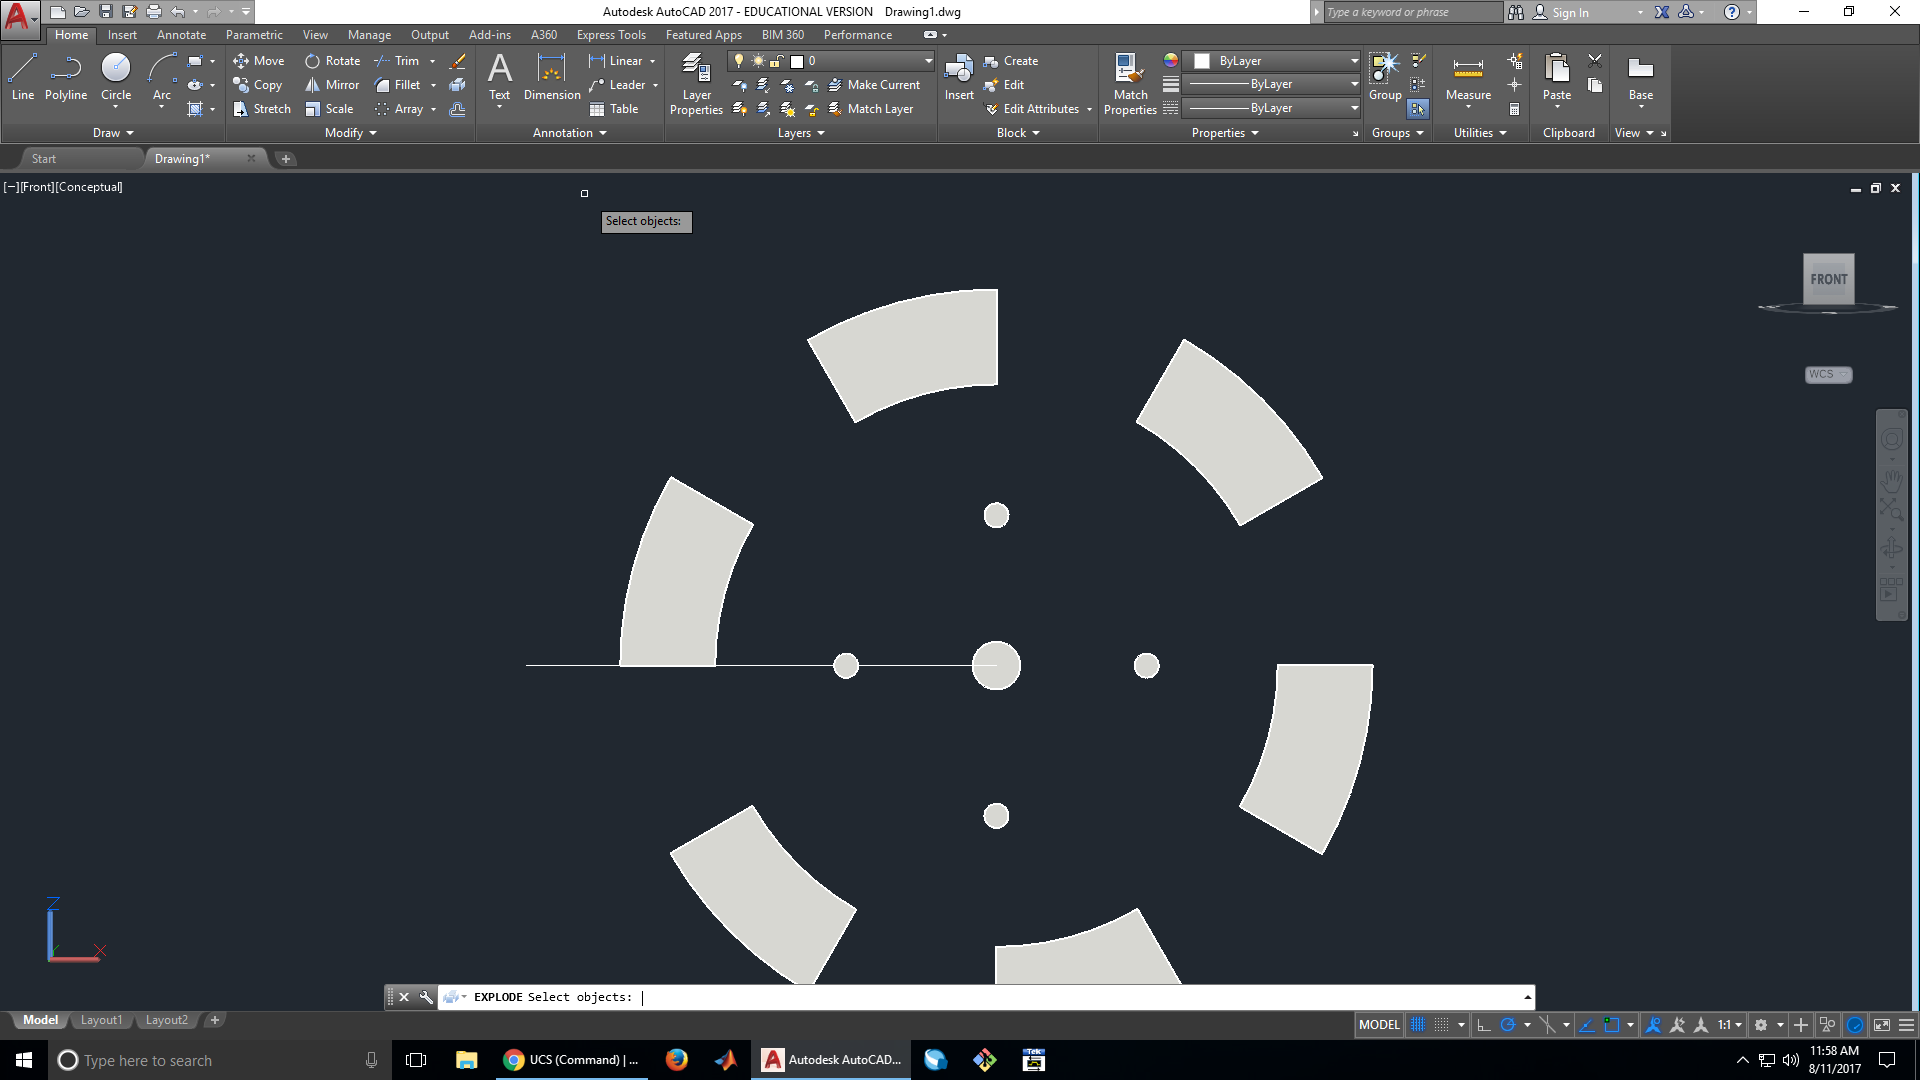 Autodesk AutoCAD 2017 - EDUCATIONAL VERSION Drawing1.dwg
Type a keyword or phrase
Sign In
Home Insert Annotate Parametric View Manage Output Add-ins A360 Express Tools Featured Apps BIM 360 Performance
Line Polyline Circle Arc
Move Rotate Trim
Copy Mirror Fillet
Stretch Scale Array
Text Dimension
Linear
Leader
Table
Layer Properties
0
Make Current
Match Layer
Insert
Create
Edit
Edit Attributes
Match Properties
ByLayer
ByLayer
ByLayer
Group
Measure
Paste
Base
Draw Modify Annotation Layers Block Properties Groups Utilities Clipboard View
Start Drawing1*
[−][Front][Conceptual]
Select objects:
FRONT
WCS
Z
X
EXPLODE Select objects:
Model Layout1 Layout2
MODEL
1:1
Type here to search
UCS (Command) | ...
Autodesk AutoCAD...
Tek
11:58 AM
8/11/2017